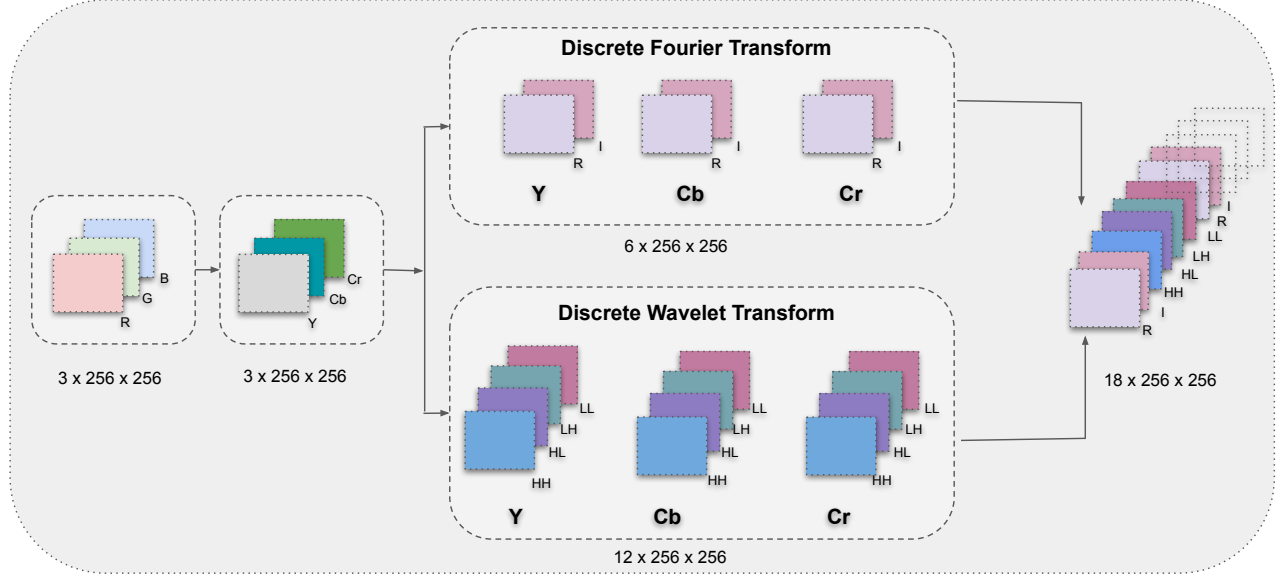 Discrete Fourier Transform
I
R
I
R
I
R
Y
Cb
Cr
6 x 256 x 256
B
G
R
3 x 256 x 256
Cr
Cb
Y
3 x 256 x 256
Discrete Wavelet Transform
LL
LH
HL
HH
LL
LH
HL
HH
LL
LH
HL
HH
Y
Cb
Cr
12 x 256 x 256
I
R
LL
LH
HL
HH
I
R
18 x 256 x 256